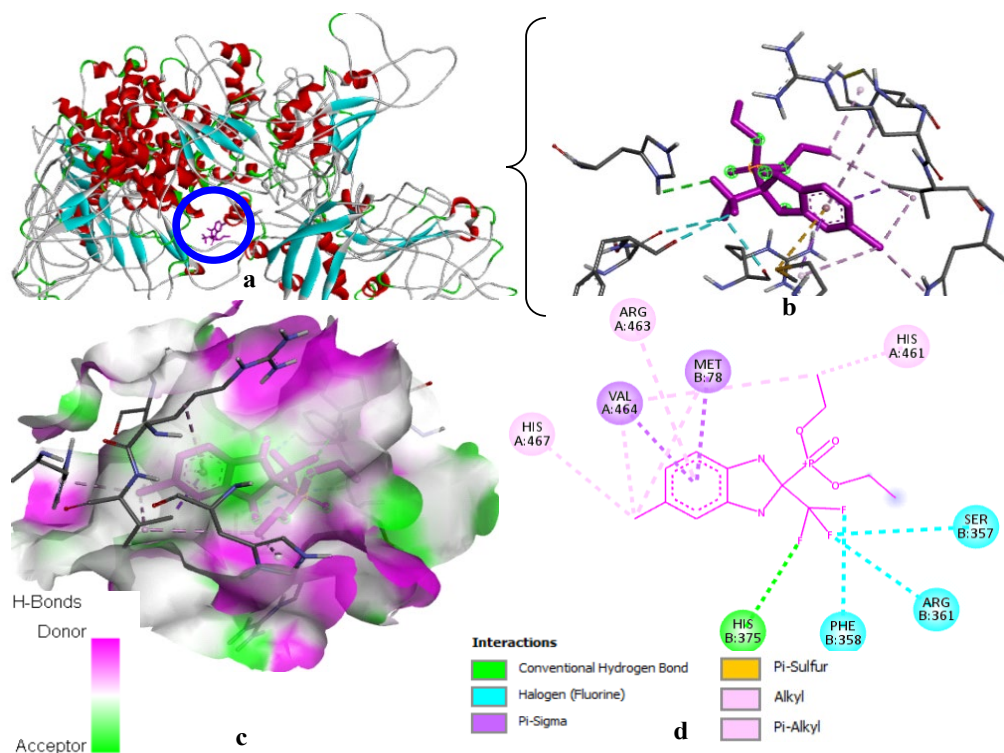 a
b
ARG
A:463
HIS
A:461
MET
B:78
VAL
A:464
HIS
A:467
P
O
O
O
N
N
F
F
F
SER
B:357
ARG
B:361
HIS
B:375
PHE
B:358
H-Bonds
Donor
Acceptor
c
Interactions
Conventional Hydrogen Bond
Halogen (Fluorine)
Pi-Sigma
Pi-Sulfur
Alkyl
Pi-Alkyl
d